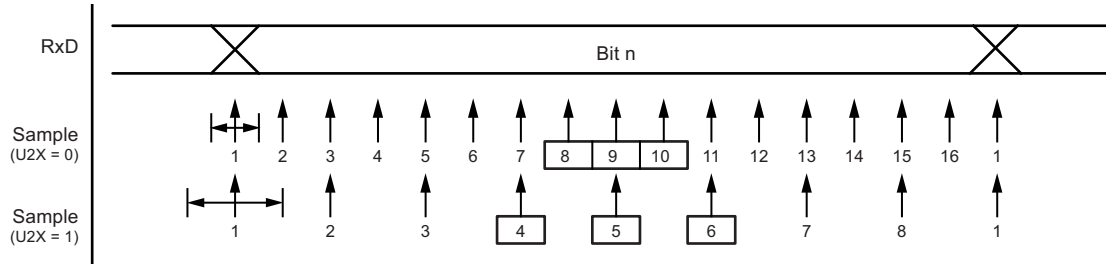 RxD
Bit n
Sample
(U2X = 0)
1 2 3 4 5 6 7 8 9 10 11 12 13 14 15 16 1
Sample
(U2X = 1)
1 2 3 4 5 6 7 8 1